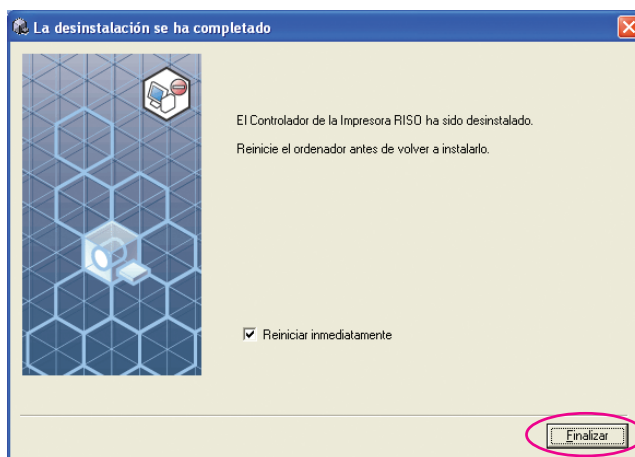 La desinstalación se ha completado
El Controlador de la Impresora RISO ha sido desinstalado.
Reinicie el ordenador antes de volver a instalarlo.
Reiniciar inmediatamente
Finalizar